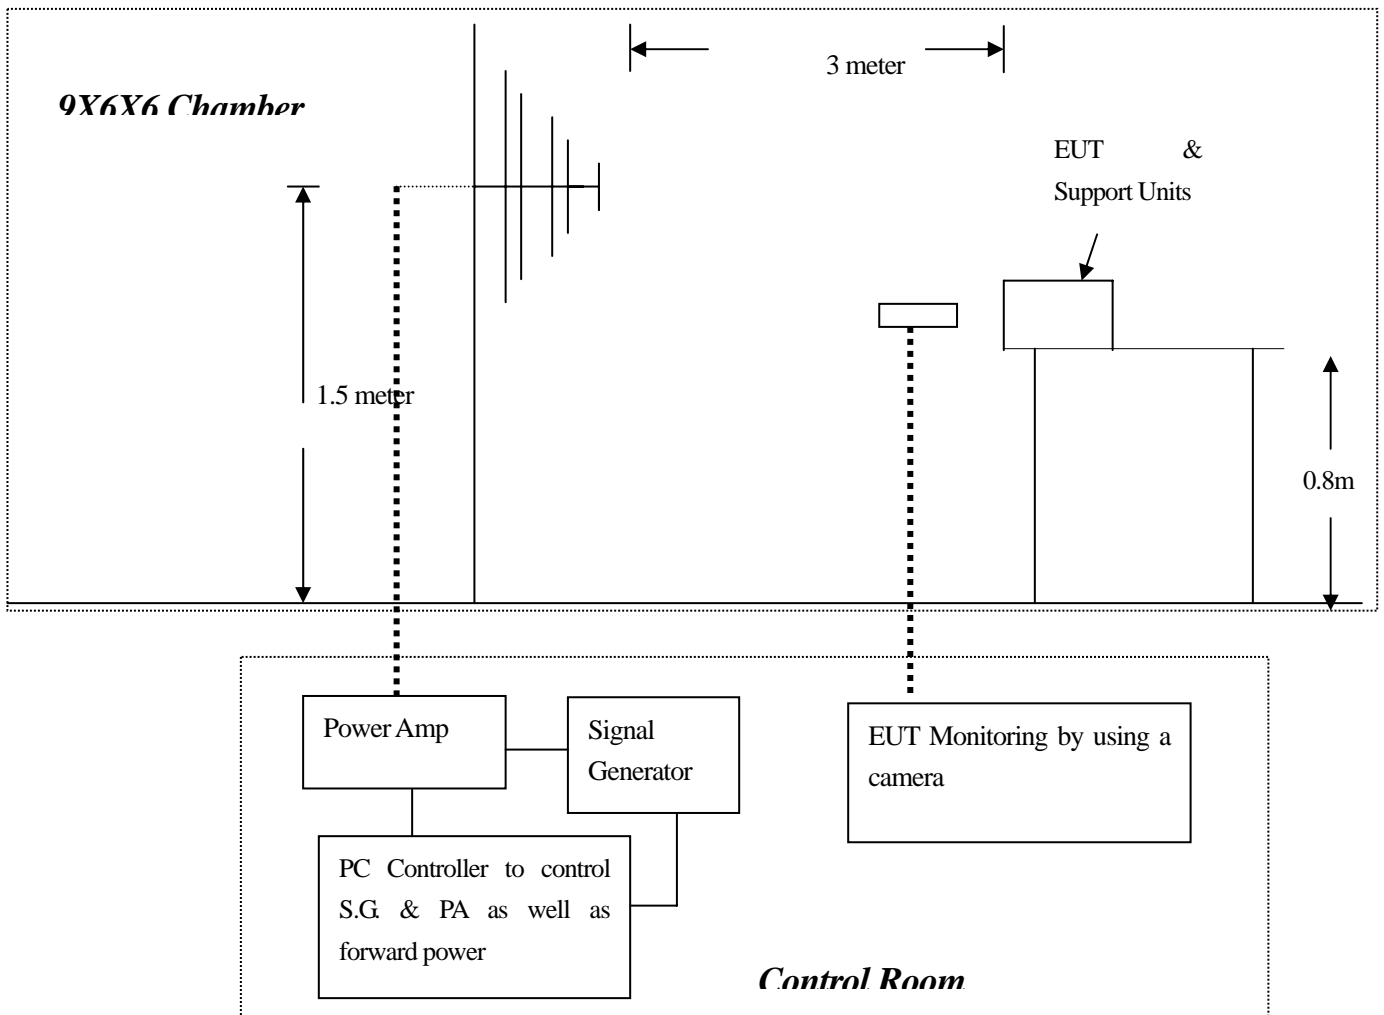 3 meter
9X6X6 Chamber
EUT &
Support Units
1.5 meter
0.8m
Power Amp
Signal
Generator
EUT Monitoring by using a
camera
PC Controller to control
S.G. & PA as well as
forward power
Control Room